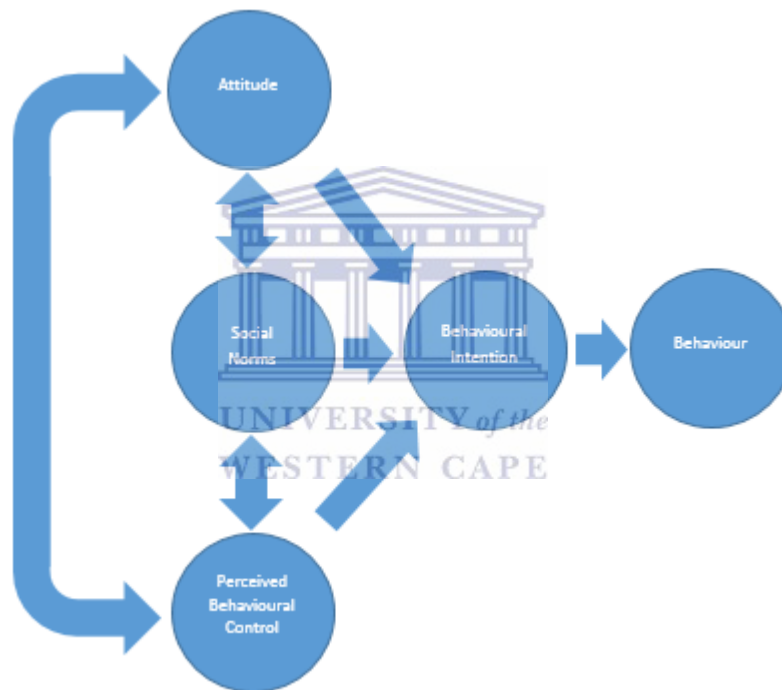 Attitude
Social
Norms
Behavioural
Intention
Behaviour
UNIVERSITY of the
WESTERN CAPE
Perceived
Behavioural
Control